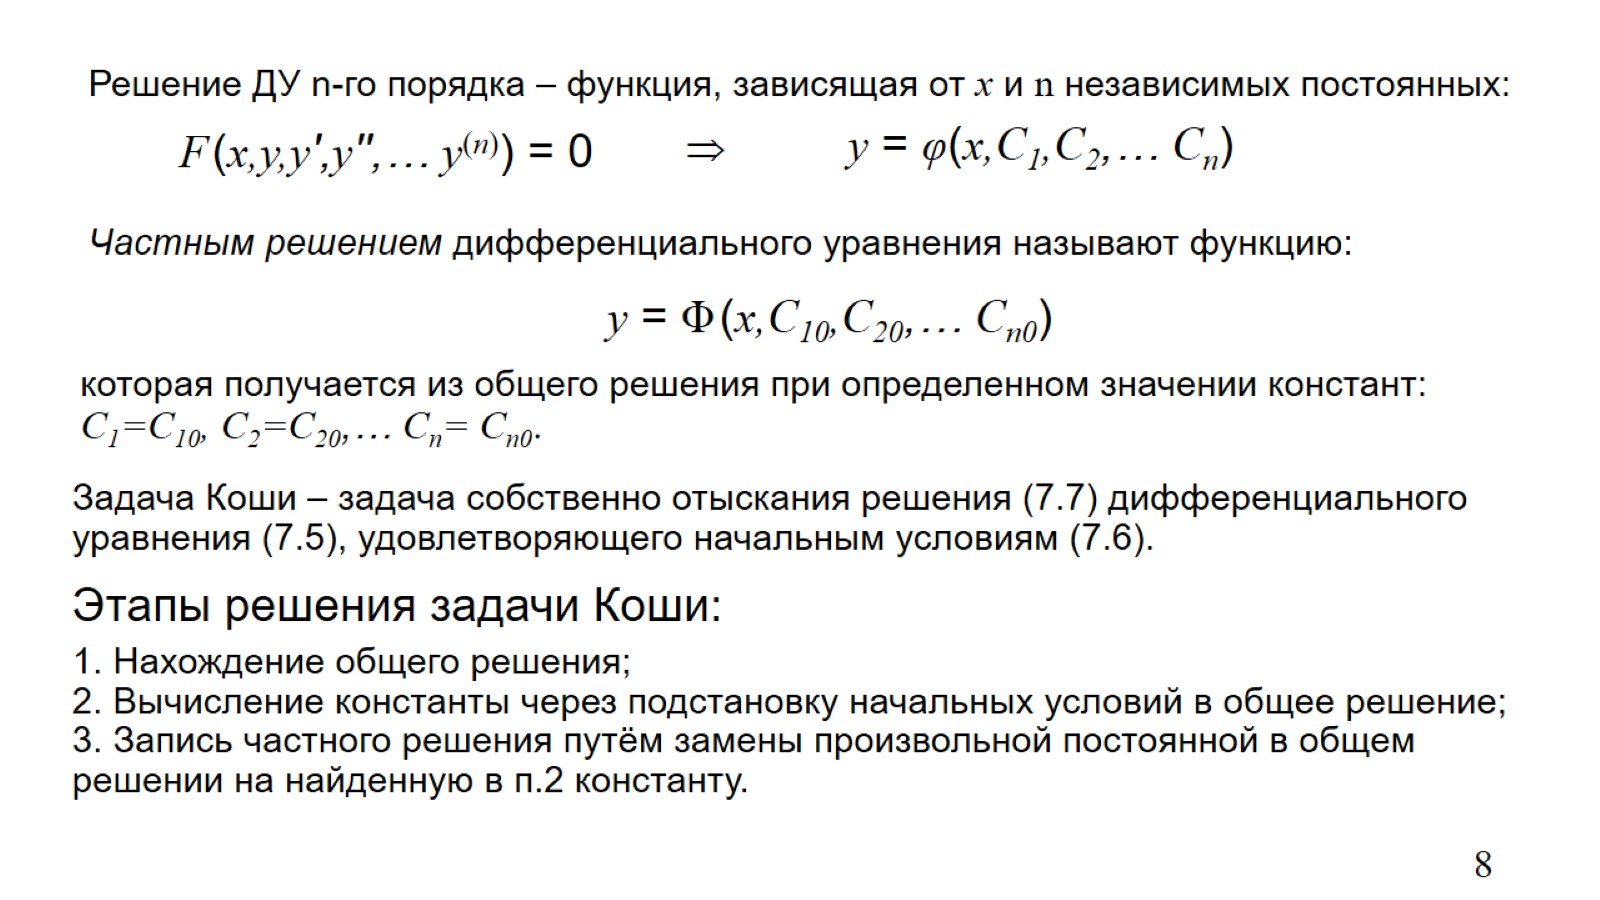 Решение ДУ n-го порядка – функция, зависящая от x и n независимых постоянных:
F(x,y,y′,y″,… y⁽ⁿ⁾) = 0 ⇒ y = φ(x,C₁,C₂,… Cₙ)
Частным решением дифференциального уравнения называют функцию:
y = Φ(x,C₁₀,C₂₀,… Cₙ₀)
которая получается из общего решения при определенном значении констант:
C₁=C₁₀, C₂=C₂₀,… Cₙ= Cₙ₀.
Задача Коши – задача собственно отыскания решения (7.7) дифференциального
уравнения (7.5), удовлетворяющего начальным условиям (7.6).
Этапы решения задачи Коши:
1. Нахождение общего решения;
2. Вычисление константы через подстановку начальных условий в общее решение;
3. Запись частного решения путём замены произвольной постоянной в общем
решении на найденную в п.2 константу.
8